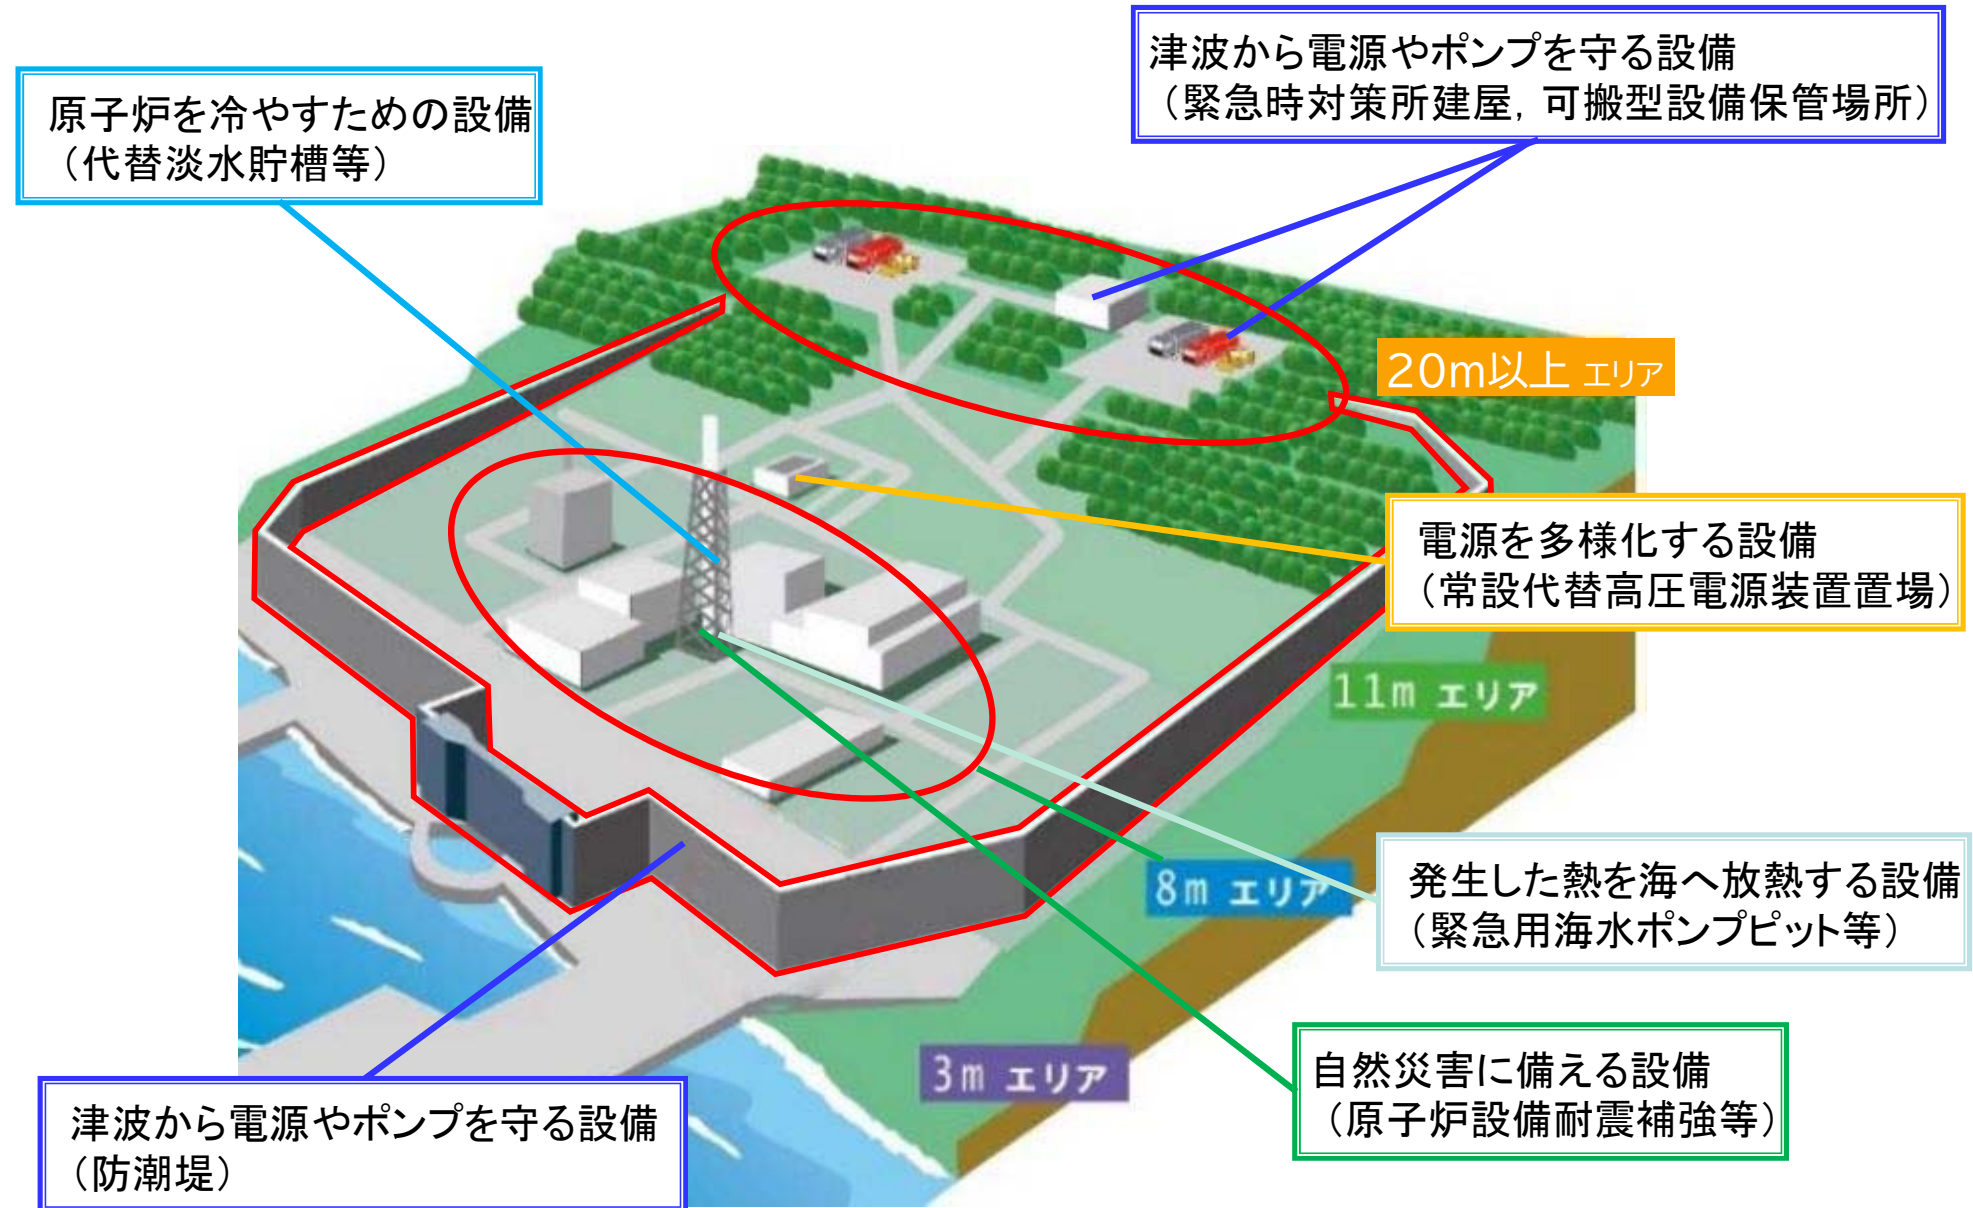 津波から電源やポンプを守る設備
（緊急時対策所建屋，可搬型設備保管場所）
原子炉を冷やすための設備
（代替淡水貯槽等）
20m以上 エリア
電源を多様化する設備
（常設代替高圧電源装置置場）
11m エリア
8m エリア
発生した熱を海へ放熱する設備
（緊急用海水ポンプピット等）
3m エリア
自然災害に備える設備
（原子炉設備耐震補強等）
津波から電源やポンプを守る設備
（防潮堤）